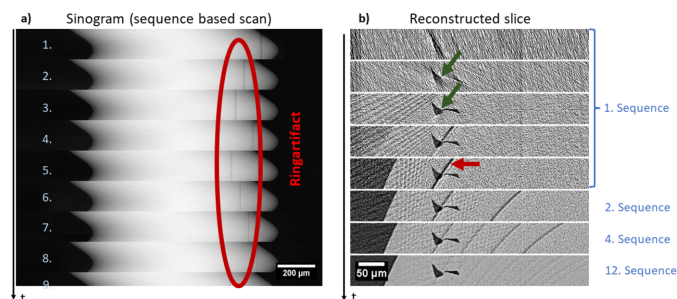 a) Sinogram (sequence based scan)
1.
2.
3.
4.
5.
6.
7.
8.
9.
Ringartifact
200 µm
t
b) Reconstructed slice
1. Sequence
2. Sequence
4. Sequence
12. Sequence
50 µm
t